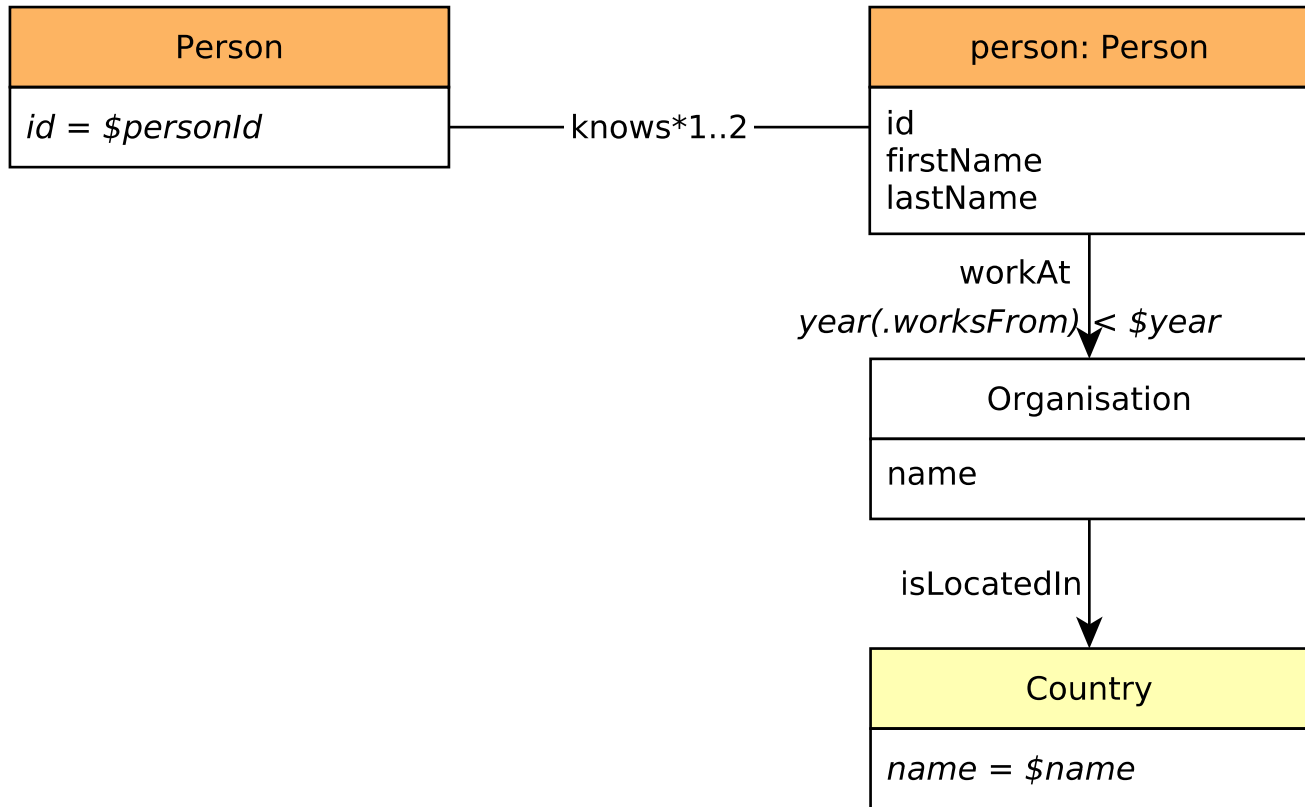 Person
id = $personId
knows*1..2
person: Person
id
firstName
lastName
workAt
year(.worksFrom) < $year
Organisation
name
isLocatedIn
Country
name = $name